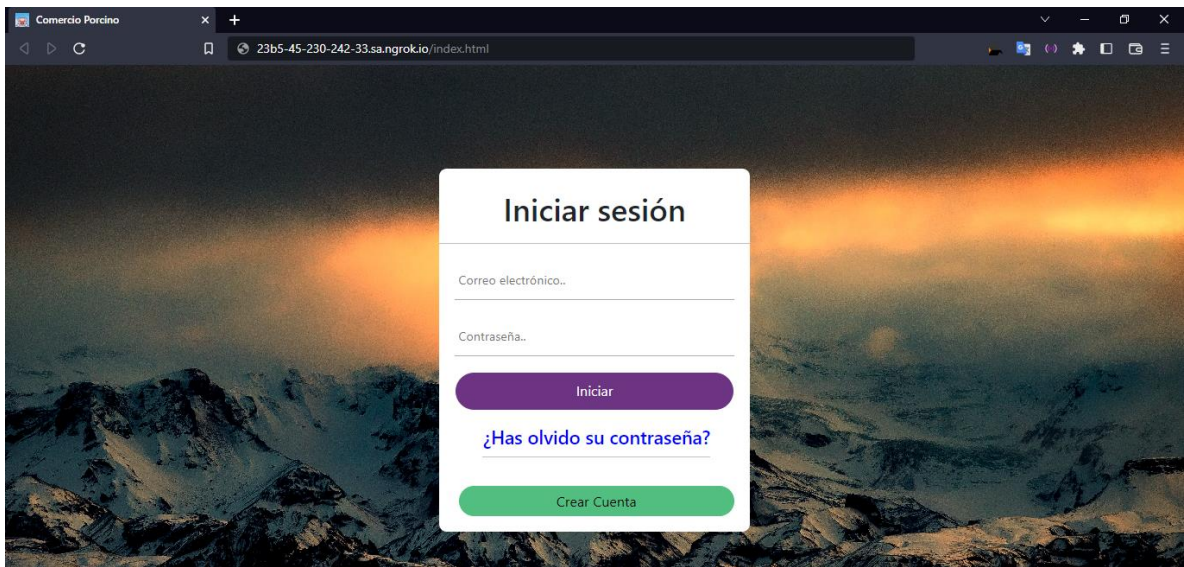 Comercio Porcino
23b5-45-230-242-33.sa.ngrok.io/index.html
Iniciar sesión
Correo electrónico..
Contraseña..
Iniciar
¿Has olvido su contraseña?
Crear Cuenta